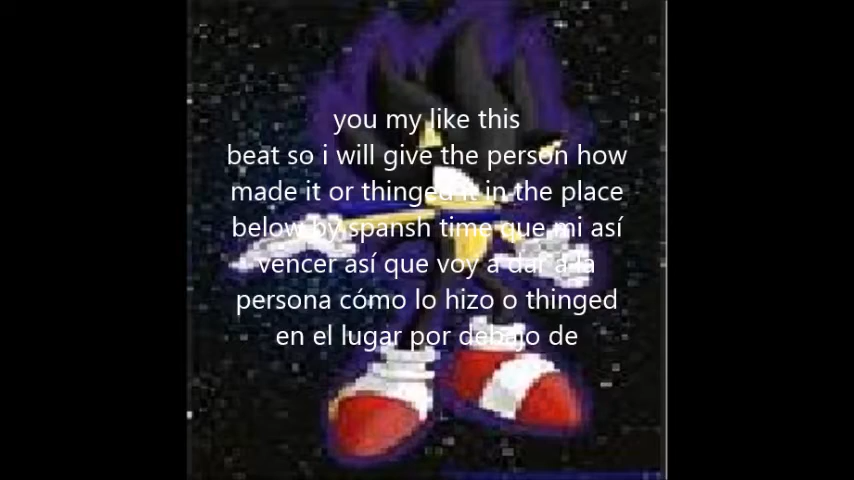 you my like this
beat so i will give the person how
made it or thinged it in the place
below by spansh time que mi así
vencer así que voy a dar a la
persona cómo lo hizo o thinged
en el lugar por debajo de